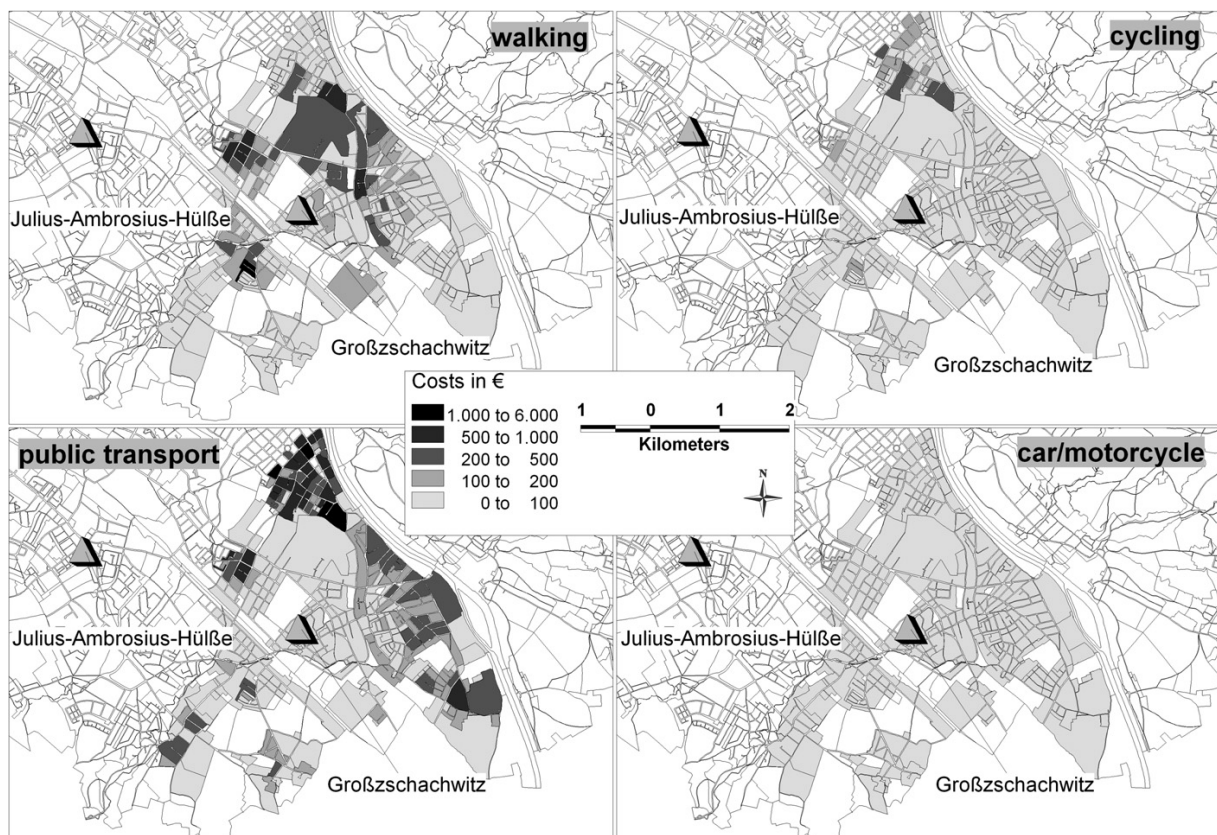 walking
cycling
Julius-Ambrosius-Hülße
Julius-Ambrosius-Hülße
Großzschachwitz
Großzschachwitz
Costs in €
1.000 to 6.000
500 to 1.000
200 to 500
100 to 200
0 to 100
1 0 1 2
Kilometers
N
public transport
car/motorcycle
Julius-Ambrosius-Hülße
Julius-Ambrosius-Hülße
Großzschachwitz
Großzschachwitz